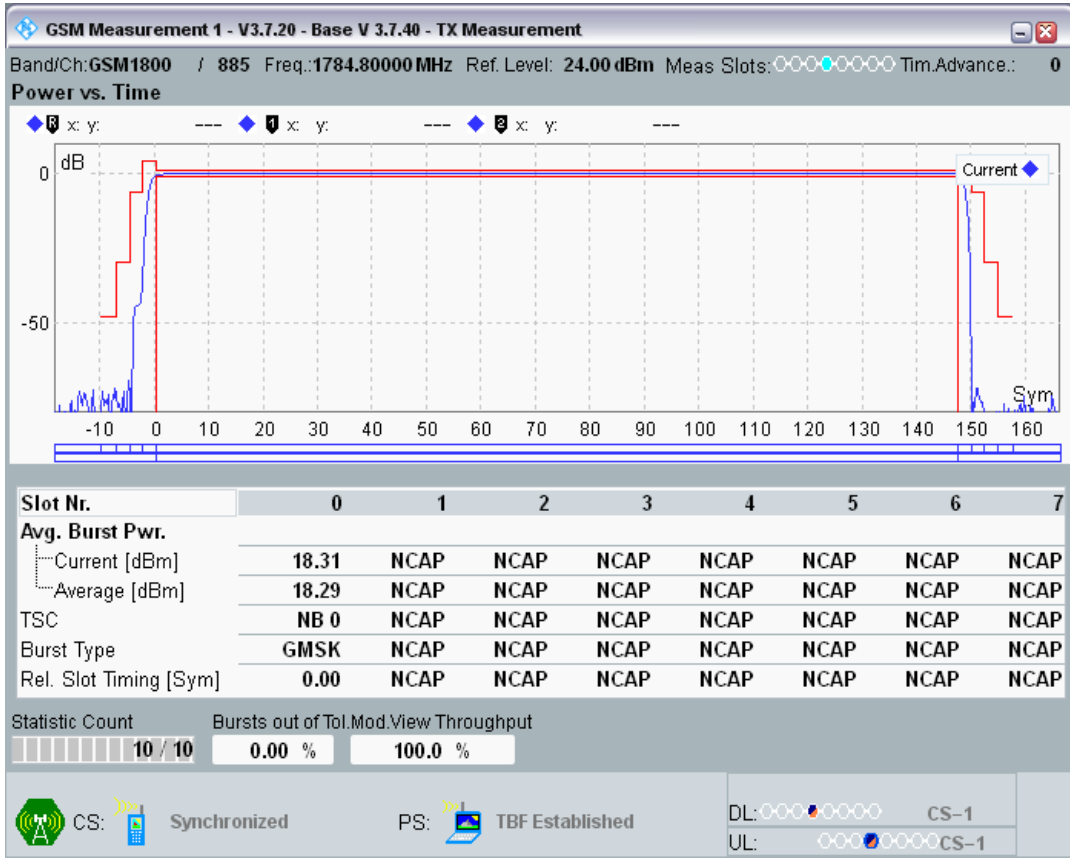 GSM Measurement 1 - V3.7.20 - Base V 3.7.40 - TX Measurement
Band/Ch:GSM1800 / 885 Freq.:1784.80000 MHz Ref. Level: 24.00 dBm Meas Slots: Tim.Advance.: 0
Power vs. Time
R x: y: --- 1 x: y: --- 2 x: y: ---
dB
Current
0
-50
Sym
-10 0 10 20 30 40 50 60 70 80 90 100 110 120 130 140 150 160
Slot Nr. 0 1 2 3 4 5 6 7
Avg. Burst Pwr.
Current [dBm] 18.31 NCAP NCAP NCAP NCAP NCAP NCAP NCAP
Average [dBm] 18.29 NCAP NCAP NCAP NCAP NCAP NCAP NCAP
TSC NB 0 NCAP NCAP NCAP NCAP NCAP NCAP NCAP
Burst Type GMSK NCAP NCAP NCAP NCAP NCAP NCAP NCAP
Rel. Slot Timing [Sym] 0.00 NCAP NCAP NCAP NCAP NCAP NCAP NCAP
Statistic Count Bursts out of Tol.Mod.View Throughput
10 / 10 0.00 % 100.0 %
CS: Synchronized PS: TBF Established
DL: CS-1
UL: CS-1